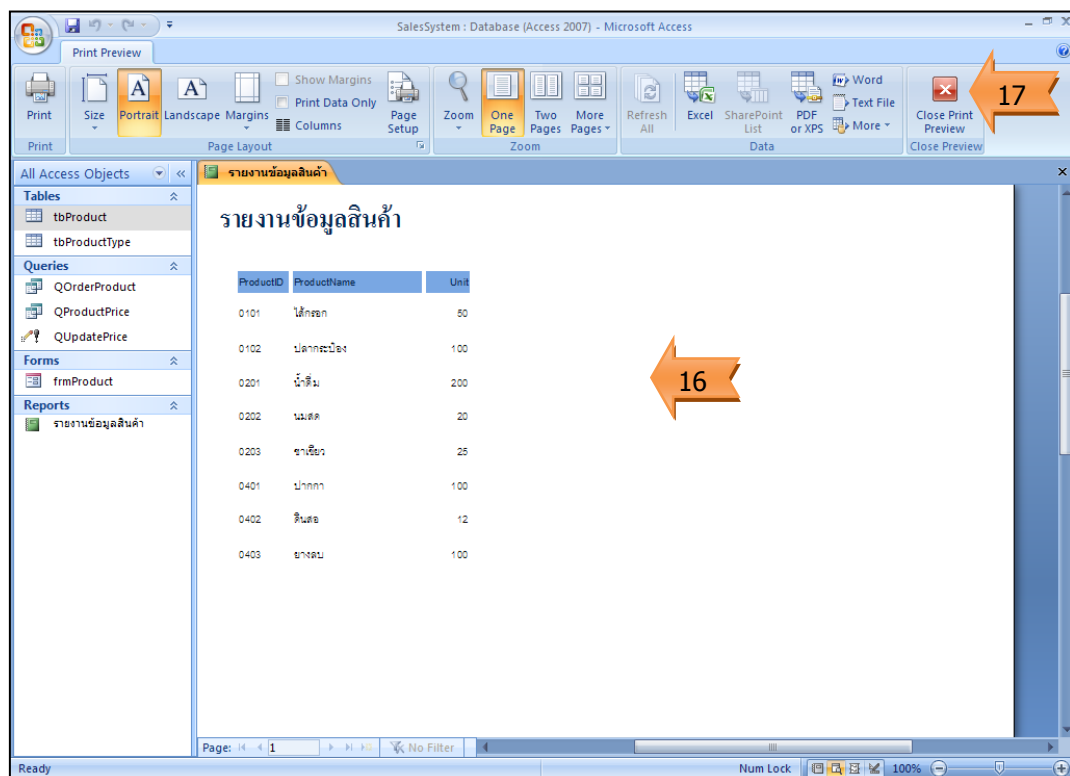 SalesSystem : Database (Access 2007) - Microsoft Access
Print Preview
Print
Size
Portrait
Landscape
Margins
Show Margins
Print Data Only
Columns
Page Setup
Zoom
One Page
Two Pages
More Pages
Refresh All
Excel
SharePoint List
PDF or XPS
Word
Text File
More
Close Print Preview
17
Print
Page Layout
Zoom
Data
Close Preview
All Access Objects
รายงานข้อมูลสินค้า
Tables
tbProduct
tbProductType
Queries
QOrderProduct
QProductPrice
QUpdatePrice
Forms
frmProduct
Reports
รายงานข้อมูลสินค้า
รายงานข้อมูลสินค้า
ProductID ProductName Unit
0101 ไส้กรอก 50
0102 ปลากระป๋อง 100
0201 น้ำดื่ม 200
0202 นมสด 20
0203 ชาเขียว 25
0401 ปากกา 100
0402 ดินสอ 12
0403 ยางลบ 100
16
Page: 1 No Filter
Ready
Num Lock 100%